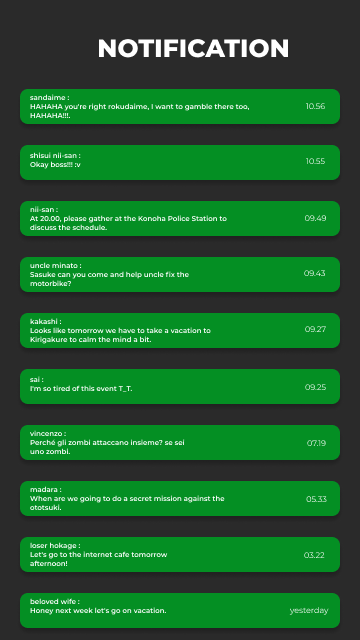 NOTIFICATION
sandaime :
HAHAHA you're right rokudaime, I want to gamble there too,
HAHAHA!!!.
10.56
shisui nii-san :
Okay boss!!! :v
10.55
nii-san :
At 20.00, please gather at the Konoha Police Station to
discuss the schedule.
09.49
uncle minato :
Sasuke can you come and help uncle fix the
motorbike?
09.43
kakashi :
Looks like tomorrow we have to take a vacation to
Kirigakure to calm the mind a bit.
09.27
sai :
I'm so tired of this event T_T.
09.25
vincenzo :
Perché gli zombi attaccano insieme? se sei
uno zombi.
07.19
madara :
When are we going to do a secret mission against the
ototsuki.
05.33
loser hokage :
Let's go to the internet cafe tomorrow
afternoon!
03.22
beloved wife :
Honey next week let's go on vacation.
yesterday